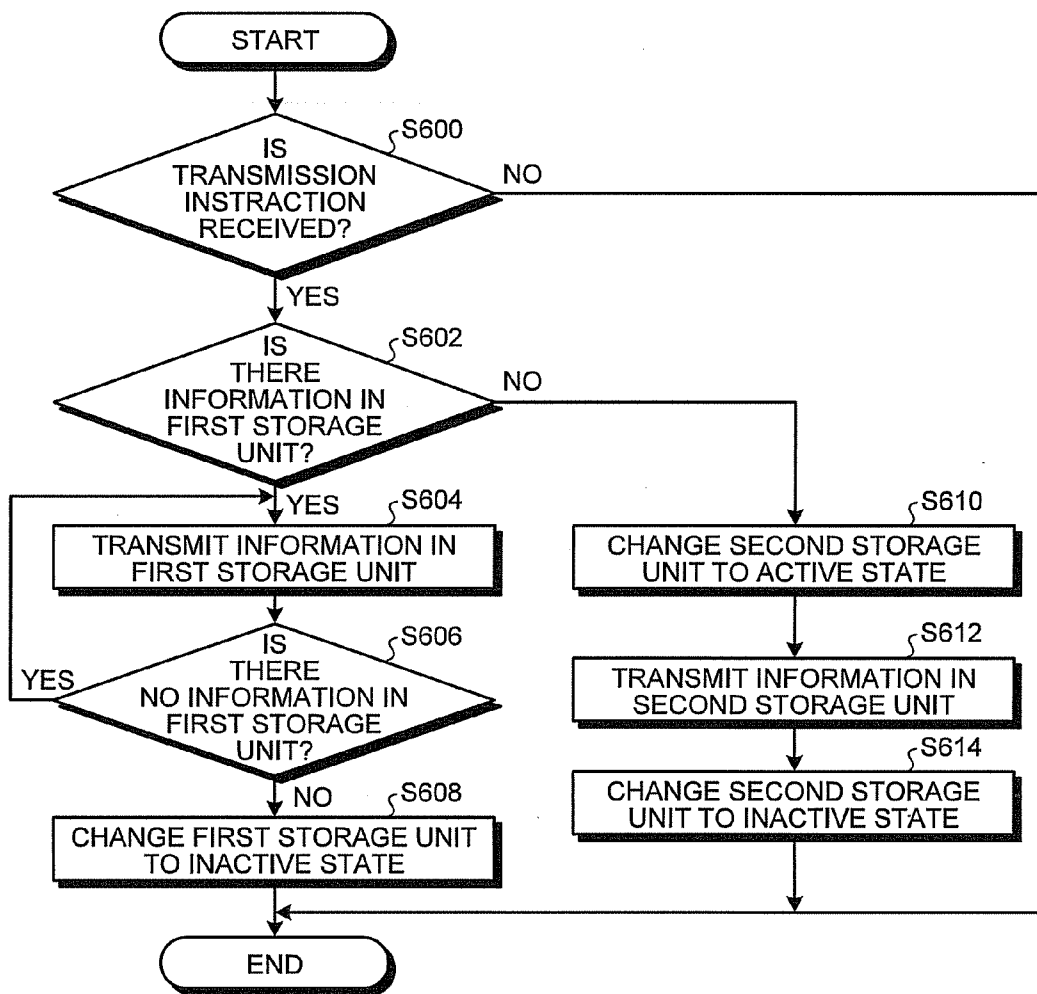 START
S600
IS
TRANSMISSION
INSTRACTION
RECEIVED?
NO
YES
S602
IS
THERE
INFORMATION IN
FIRST STORAGE
UNIT?
NO
YES
S604
TRANSMIT INFORMATION IN
FIRST STORAGE UNIT
S606
IS
THERE
NO INFORMATION IN
FIRST STORAGE
UNIT?
YES
NO
S608
CHANGE FIRST STORAGE UNIT
TO INACTIVE STATE
S610
CHANGE SECOND STORAGE
UNIT TO ACTIVE STATE
S612
TRANSMIT INFORMATION IN
SECOND STORAGE UNIT
S614
CHANGE SECOND STORAGE
UNIT TO INACTIVE STATE
END